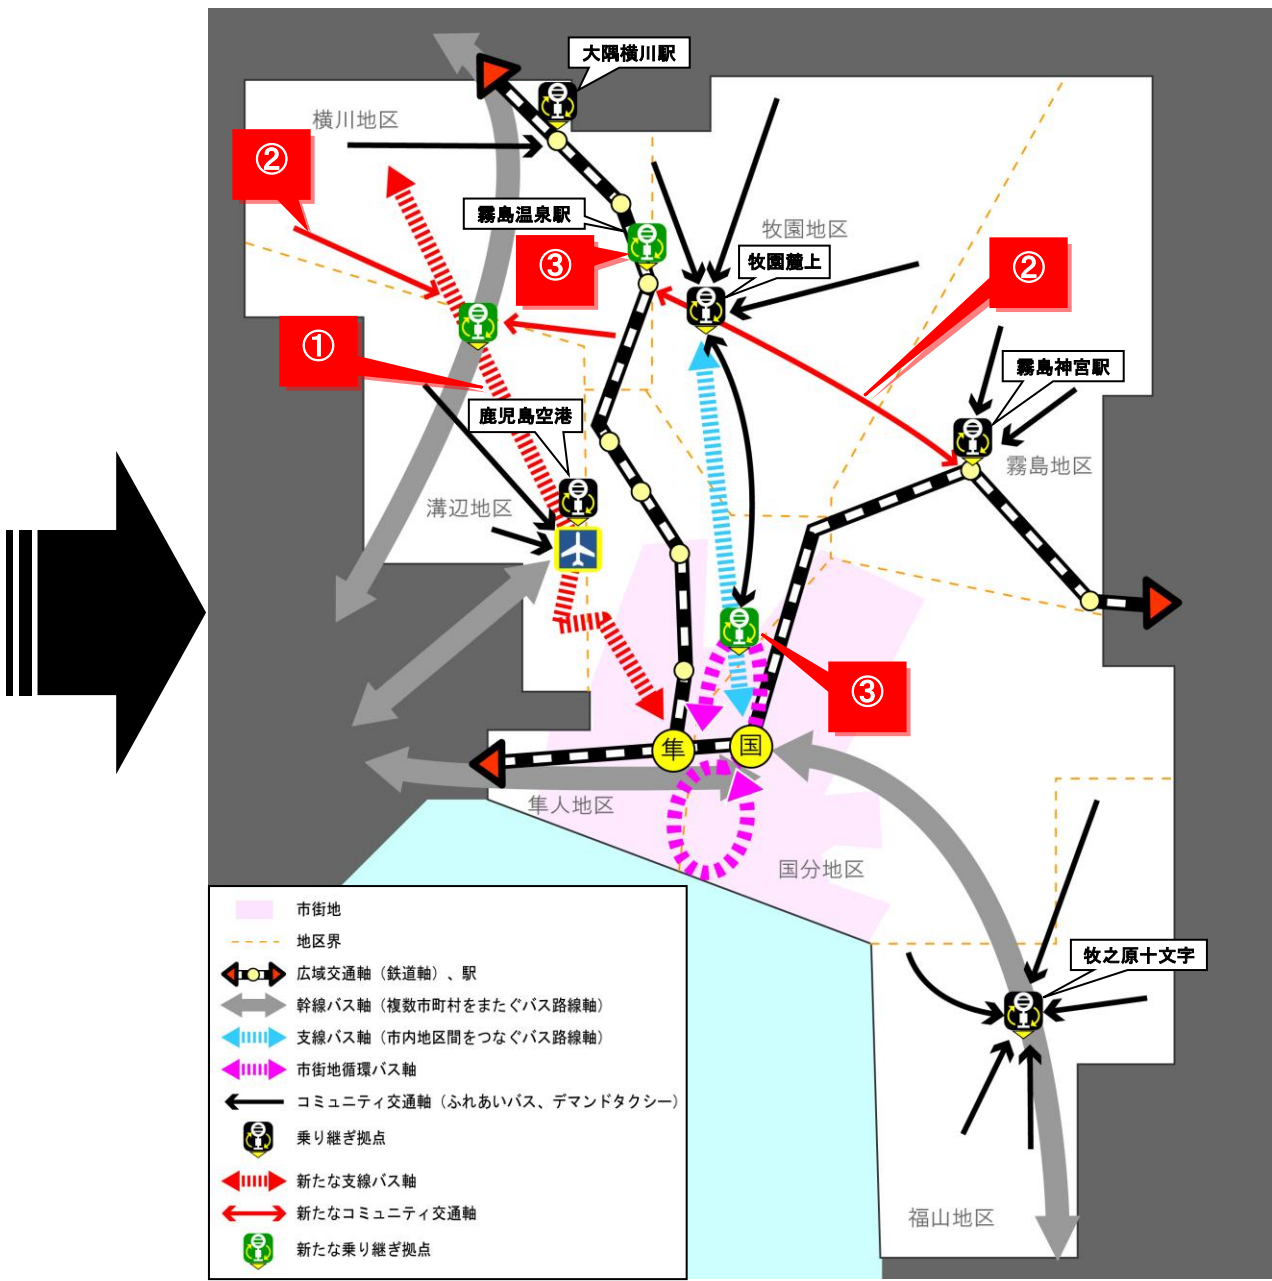 大隅横川駅
横川地区
②
霧島温泉駅
牧園地区
③
牧園麓上
②
①
霧島神宮駅
鹿児島空港
霧島地区
溝辺地区
③
隼
国
隼人地区
国分地区
牧之原十文字
福山地区
市街地
地区界
広域交通軸（鉄道軸）、駅
幹線バス軸（複数市町村をまたぐバス路線軸）
支線バス軸（市内地区間をつなぐバス路線軸）
市街地循環バス軸
コミュニティ交通軸（ふれあいバス、デマンドタクシー）
乗り継ぎ拠点
新たな支線バス軸
新たなコミュニティ交通軸
新たな乗り継ぎ拠点